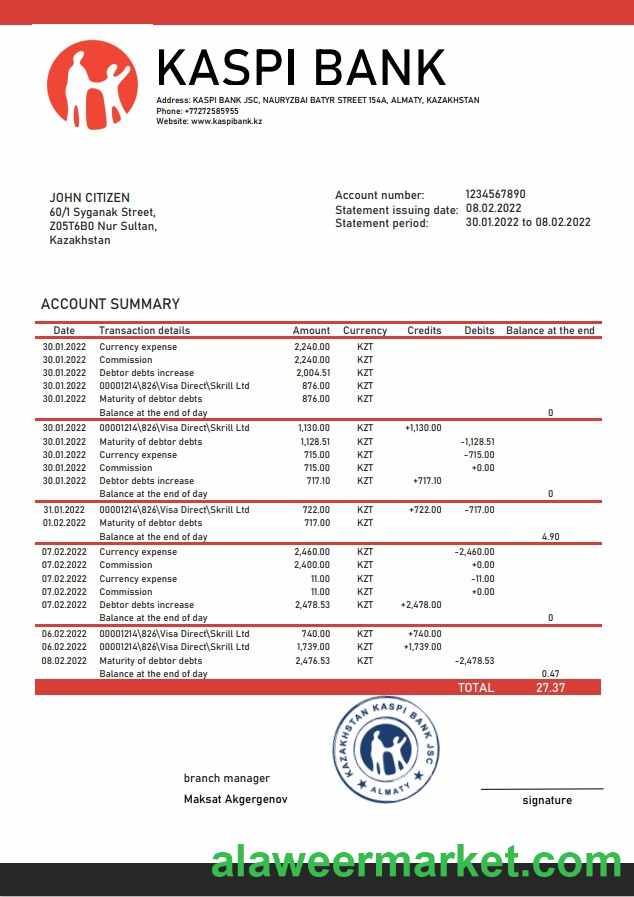 KASPI BANK
Address: KASPI BANK JSC, NAURYZBAI BATYR STREET 154A, ALMATY, KAZAKHSTAN
Phone: +77272585955
Website: www.kaspibank.kz
JOHN CITIZEN
60/1 Syganak Street,
Z05T6B0 Nur Sultan,
Kazakhstan
Account number: 1234567890
Statement issuing date: 08.02.2022
Statement period: 30.01.2022 to 08.02.2022
ACCOUNT SUMMARY
Date Transaction details Amount Currency Credits Debits Balance at the end
30.01.2022 Currency expense 2,240.00 KZT
30.01.2022 Commission 2,240.00 KZT
30.01.2022 Debtor debts increase 2,004.51 KZT
30.01.2022 00001214\826\Visa Direct\Skrill Ltd 876.00 KZT
30.01.2022 Maturity of debtor debts 876.00 KZT
Balance at the end of day 0
30.01.2022 00001214\826\Visa Direct\Skrill Ltd 1,130.00 KZT +1,130.00
30.01.2022 Maturity of debtor debts 1,128.51 KZT -1,128.51
30.01.2022 Currency expense 715.00 KZT -715.00
30.01.2022 Commission 715.00 KZT +0.00
30.01.2022 Debtor debts increase 717.10 KZT +717.10
Balance at the end of day 0
31.01.2022 00001214\826\Visa Direct\Skrill Ltd 722.00 KZT +722.00 -717.00
01.02.2022 Maturity of debtor debts 717.00 KZT
Balance at the end of day 4.90
07.02.2022 Currency expense 2,460.00 KZT -2,460.00
07.02.2022 Commission 2,400.00 KZT +0.00
07.02.2022 Currency expense 11.00 KZT -11.00
07.02.2022 Commission 11.00 KZT +0.00
07.02.2022 Debtor debts increase 2,478.53 KZT +2,478.00
Balance at the end of day 0
06.02.2022 00001214\826\Visa Direct\Skrill Ltd 740.00 KZT +740.00
06.02.2022 00001214\826\Visa Direct\Skrill Ltd 1,739.00 KZT +1,739.00
08.02.2022 Maturity of debtor debts 2,476.53 KZT -2,478.53
Balance at the end of day 0.47
TOTAL 27.37
KAZAKHSTAN KASPI BANK JSC
ALMATY
branch manager
Maksat Akgergenov
signature
alaweermarket.com